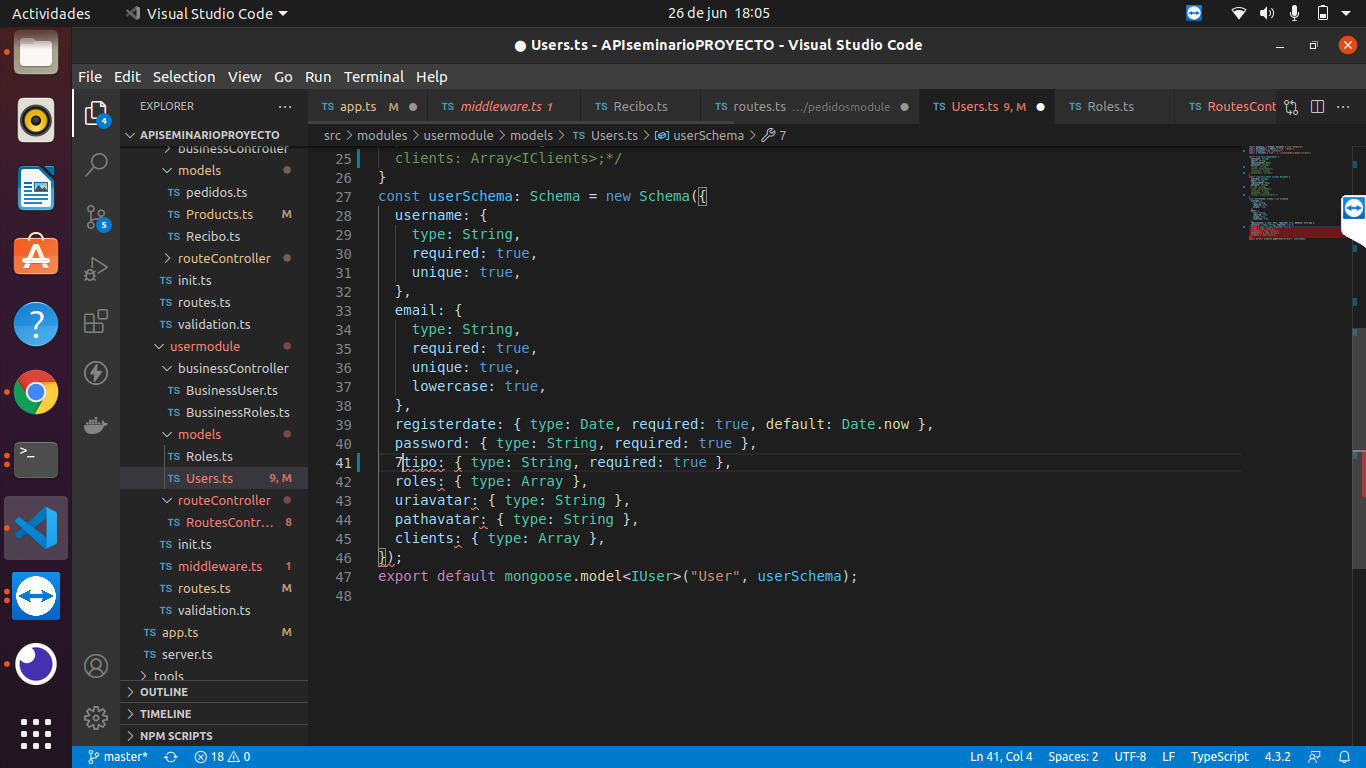 Actividades
Visual Studio Code
26 de jun 18:05
Users.ts - APIseminarioPROYECTO - Visual Studio Code
File Edit Selection View Go Run Terminal Help
EXPLORER
TS app.ts M
TS middleware.ts 1
TS Recibo.ts
TS routes.ts .../pedidosmodule
TS Users.ts 9, M
TS Roles.ts
TS RoutesCont
src > modules > usermodule > models > TS Users.ts > userSchema > 7
APISEMINARIOPROYECTO
businessController
models
TS pedidos.ts
TS Products.ts M
TS Recibo.ts
routeController
TS init.ts
TS routes.ts
TS validation.ts
usermodule
businessController
TS BusinessUser.ts
TS BussinessRoles.ts
models
TS Roles.ts
TS Users.ts 9, M
routeController
TS RoutesContr... 8
TS init.ts
TS middleware.ts 1
TS routes.ts M
TS validation.ts
TS app.ts M
TS server.ts
tools
OUTLINE
TIMELINE
NPM SCRIPTS
4
5
25 clients: Array<IClients>;*/
26 }
27 const userSchema: Schema = new Schema({
28 username: {
29 type: String,
30 required: true,
31 unique: true,
32 },
33 email: {
34 type: String,
35 required: true,
36 unique: true,
37 lowercase: true,
38 },
39 registerdate: { type: Date, required: true, default: Date.now },
40 password: { type: String, required: true },
41 7tipo: { type: String, required: true },
42 roles: { type: Array },
43 uriavatar: { type: String },
44 pathavatar: { type: String },
45 clients: { type: Array },
46 });
47 export default mongoose.model<IUser>("User", userSchema);
48
master* 18 0
Ln 41, Col 4 Spaces: 2 UTF-8 LF TypeScript 4.3.2